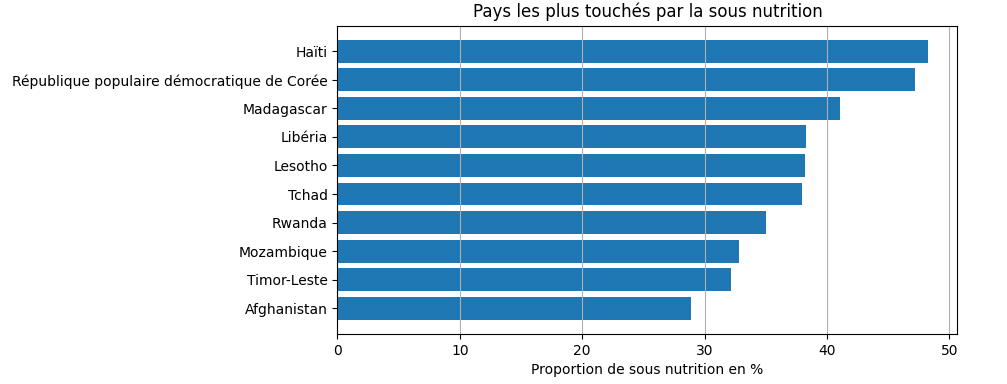 Pays les plus touchés par la sous nutrition
Haïti
République populaire démocratique de Corée
Madagascar
Libéria
Lesotho
Tchad
Rwanda
Mozambique
Timor-Leste
Afghanistan
0 10 20 30 40 50
Proportion de sous nutrition en %